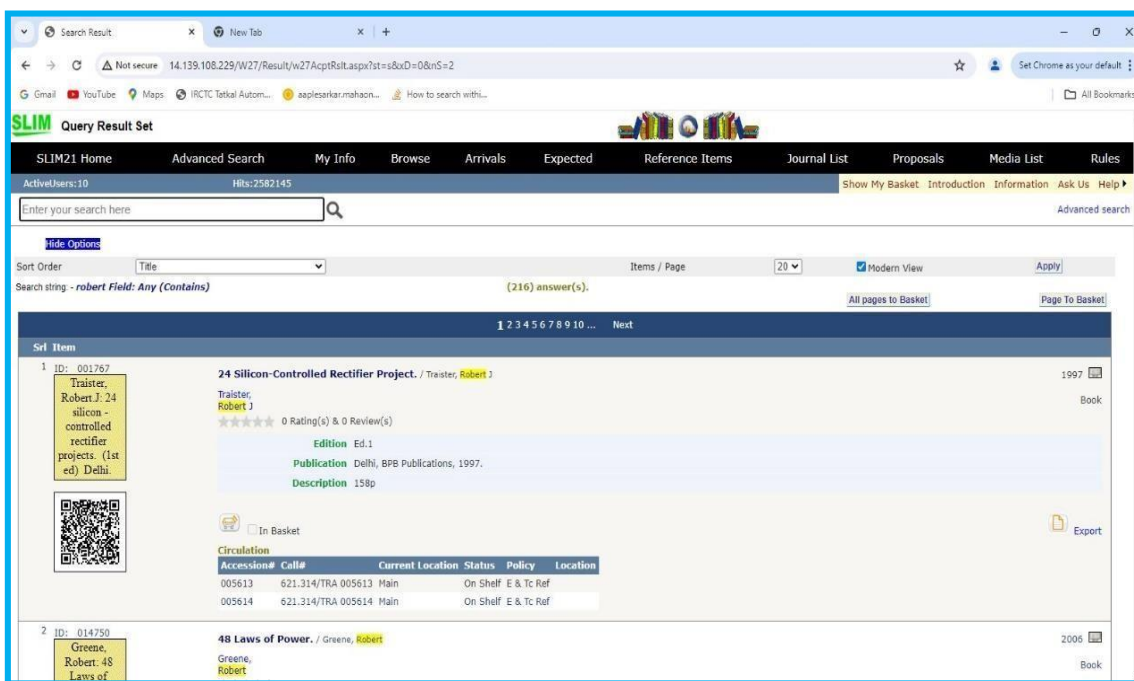 Search Result
New Tab
Not secure 14.139.108.229/W27/Result/w27AcptRslt.aspx?st=s&xD=0&nS=2
Set Chrome as your default
Gmail YouTube Maps IRCTC Tatkal Autom... aaplesarkar.mahaon... How to search withi...
All Bookmarks
SLIM Query Result Set
SLIM21 Home Advanced Search My Info Browse Arrivals Expected Reference Items Journal List Proposals Media List Rules
ActiveUsers:10 Hits:2582145 Show My Basket Introduction Information Ask Us Help
Enter your search here
Advanced search
Hide Options
Sort Order Title Items / Page 20 Modern View Apply
Search string: - robert Field: Any (Contains) (216) answer(s).
All pages to Basket Page To Basket
1 2 3 4 5 6 7 8 9 10 ... Next
Srl Item
1 ID: 001767
Traister,
Robert.J: 24
silicon -
controlled
rectifier
projects. (1st
ed) Delhi.
24 Silicon-Controlled Rectifier Project. / Traister, Robert J
1997
Traister,
Robert J
Book
0 Rating(s) & 0 Review(s)
Edition Ed.1
Publication Delhi, BPB Publications, 1997.
Description 158p
In Basket
Export
Circulation
Accession# Call# Current Location Status Policy Location
005613 621.314/TRA 005613 Main On Shelf E & Tc Ref
005614 621.314/TRA 005614 Main On Shelf E & Tc Ref
2 ID: 014750
Greene,
Robert: 48
Laws of
48 Laws of Power. / Greene, Robert
2006
Greene,
Robert
Book